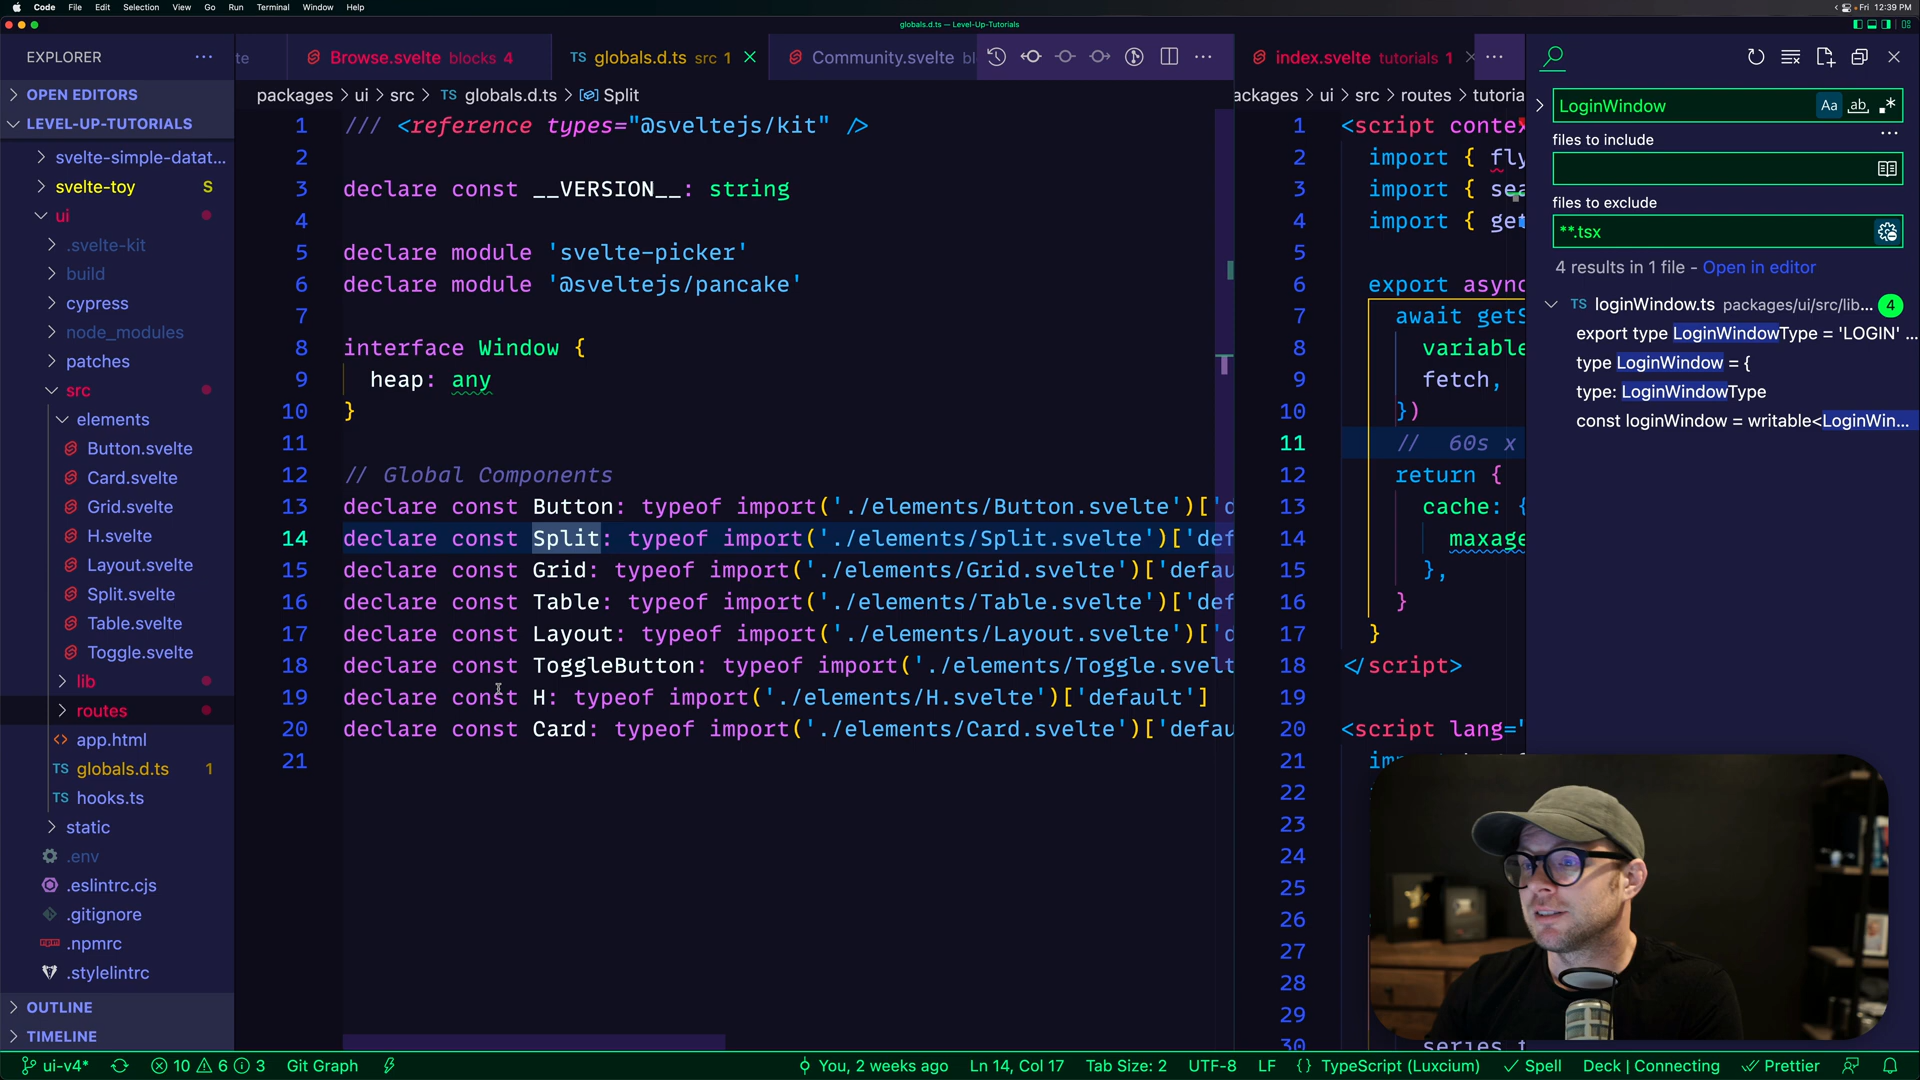 Code File Edit Selection View Go Run Terminal Window Help Fri 12:39 PM
globals.d.ts — Level-Up-Tutorials
EXPLORER
OPEN EDITORS
LEVEL-UP-TUTORIALS
svelte-simple-datat...
svelte-toy S
ui
.svelte-kit
build
cypress
node_modules
patches
src
elements
Button.svelte
Card.svelte
Grid.svelte
H.svelte
Layout.svelte
Split.svelte
Table.svelte
Toggle.svelte
lib
routes
app.html
TS globals.d.ts 1
TS hooks.ts
static
.env
.eslintrc.cjs
.gitignore
.npmrc
.stylelintrc
OUTLINE
TIMELINE
te Browse.svelte blocks 4 TS globals.d.ts src 1 Community.svelte bl
packages > ui > src > TS globals.d.ts > Split
1 /// <reference types="@sveltejs/kit" />
2
3 declare const __VERSION__: string
4
5 declare module 'svelte-picker'
6 declare module '@sveltejs/pancake'
7
8 interface Window {
9 heap: any
10 }
11
12 // Global Components
13 declare const Button: typeof import('./elements/Button.svelte')['d
14 declare const Split: typeof import('./elements/Split.svelte')['def
15 declare const Grid: typeof import('./elements/Grid.svelte')['defau
16 declare const Table: typeof import('./elements/Table.svelte')['def
17 declare const Layout: typeof import('./elements/Layout.svelte')['d
18 declare const ToggleButton: typeof import('./elements/Toggle.svelt
19 declare const H: typeof import('./elements/H.svelte')['default']
20 declare const Card: typeof import('./elements/Card.svelte')['defau
21
index.svelte tutorials 1
ackages > ui > src > routes > tutoria
1 <script contex
2 import { fly
3 import { sea
4 import { get
5
6 export async
7 await getS
8 variable
9 fetch,
10 })
11 // 60s x
12 return {
13 cache: {
14 maxage
15 },
16 }
17 }
18 </script>
19
20 <script lang="
21 im
22
23
24
25
26
27
28
29
30 series t
LoginWindow Aa ab
files to include
files to exclude
**.tsx
4 results in 1 file - Open in editor
TS loginWindow.ts packages/ui/src/lib... 4
export type LoginWindowType = 'LOGIN' ...
type LoginWindow = {
type: LoginWindowType
const loginWindow = writable<LoginWin...
ui-v4* 10 6 3 Git Graph You, 2 weeks ago Ln 14, Col 17 Tab Size: 2 UTF-8 LF {} TypeScript (Luxcium) Spell Deck | Connecting Prettier